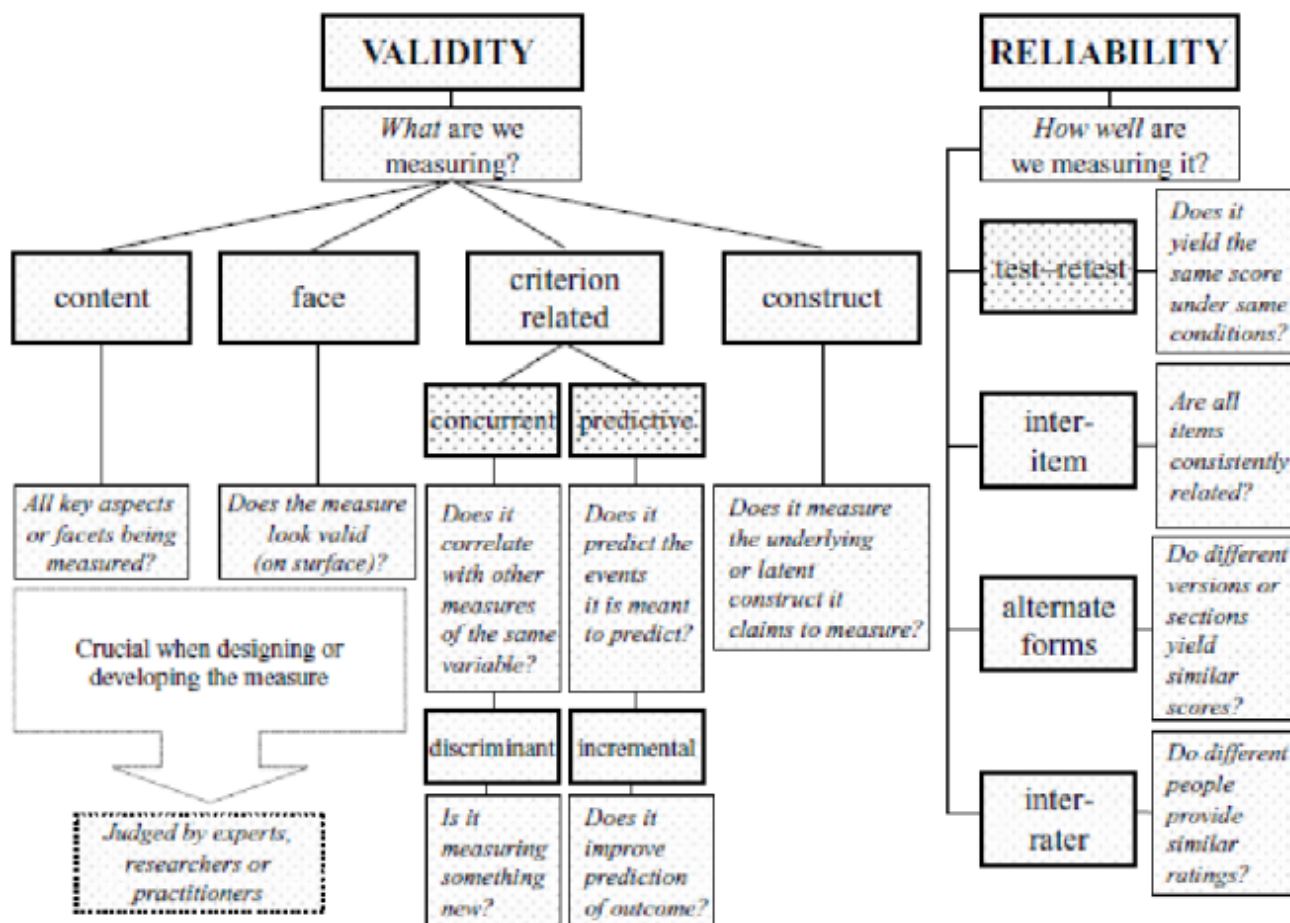 VALIDITY
What are we
measuring?
content
face
criterion
related
construct
concurrent
predictive
All key aspects
or facets being
measured?
Does the measure
look valid
(on surface)?
Does it
correlate
with other
measures
of the same
variable?
Does it
predict the
events
it is meant
to predict?
Does it measure
the underlying
or latent
construct it
claims to measure?
Crucial when designing or
developing the measure
Judged by experts,
researchers or
practitioners
discriminant
incremental
Is it
measuring
something
new?
Does it
improve
prediction
of outcome?
RELIABILITY
How well are
we measuring it?
test–retest
Does it
yield the
same score
under same
conditions?
inter-
item
Are all
items
consistently
related?
alternate
forms
Do different
versions or
sections
yield
similar
scores?
inter-
rater
Do different
people
provide
similar
ratings?